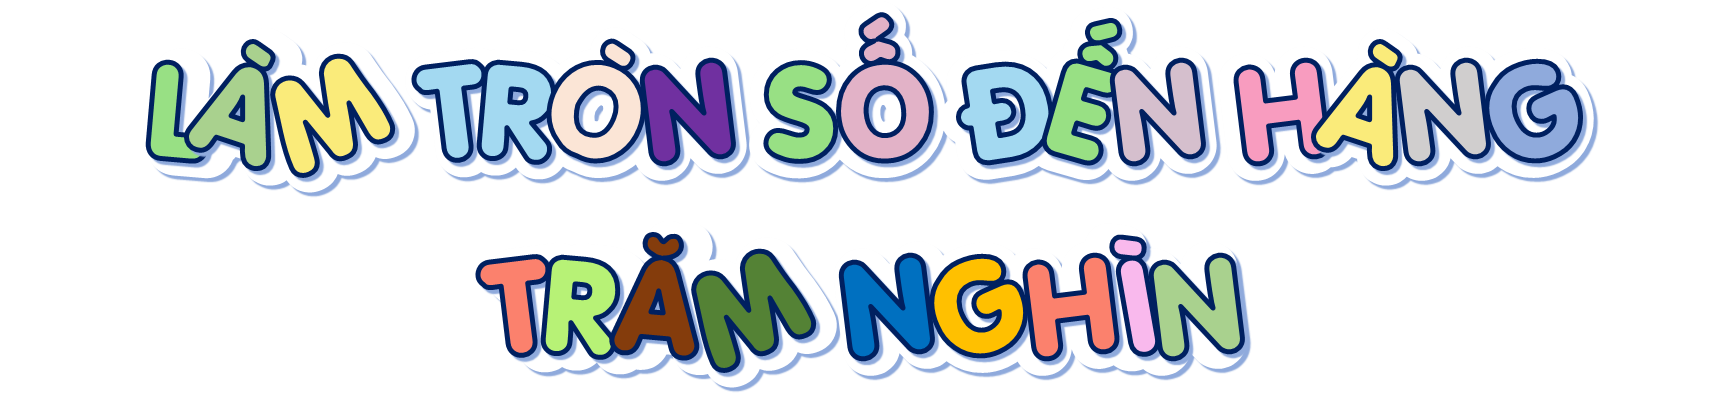 LÀM TRÒN SỐ ĐẾN HÀNG
TRĂM NGHÌN